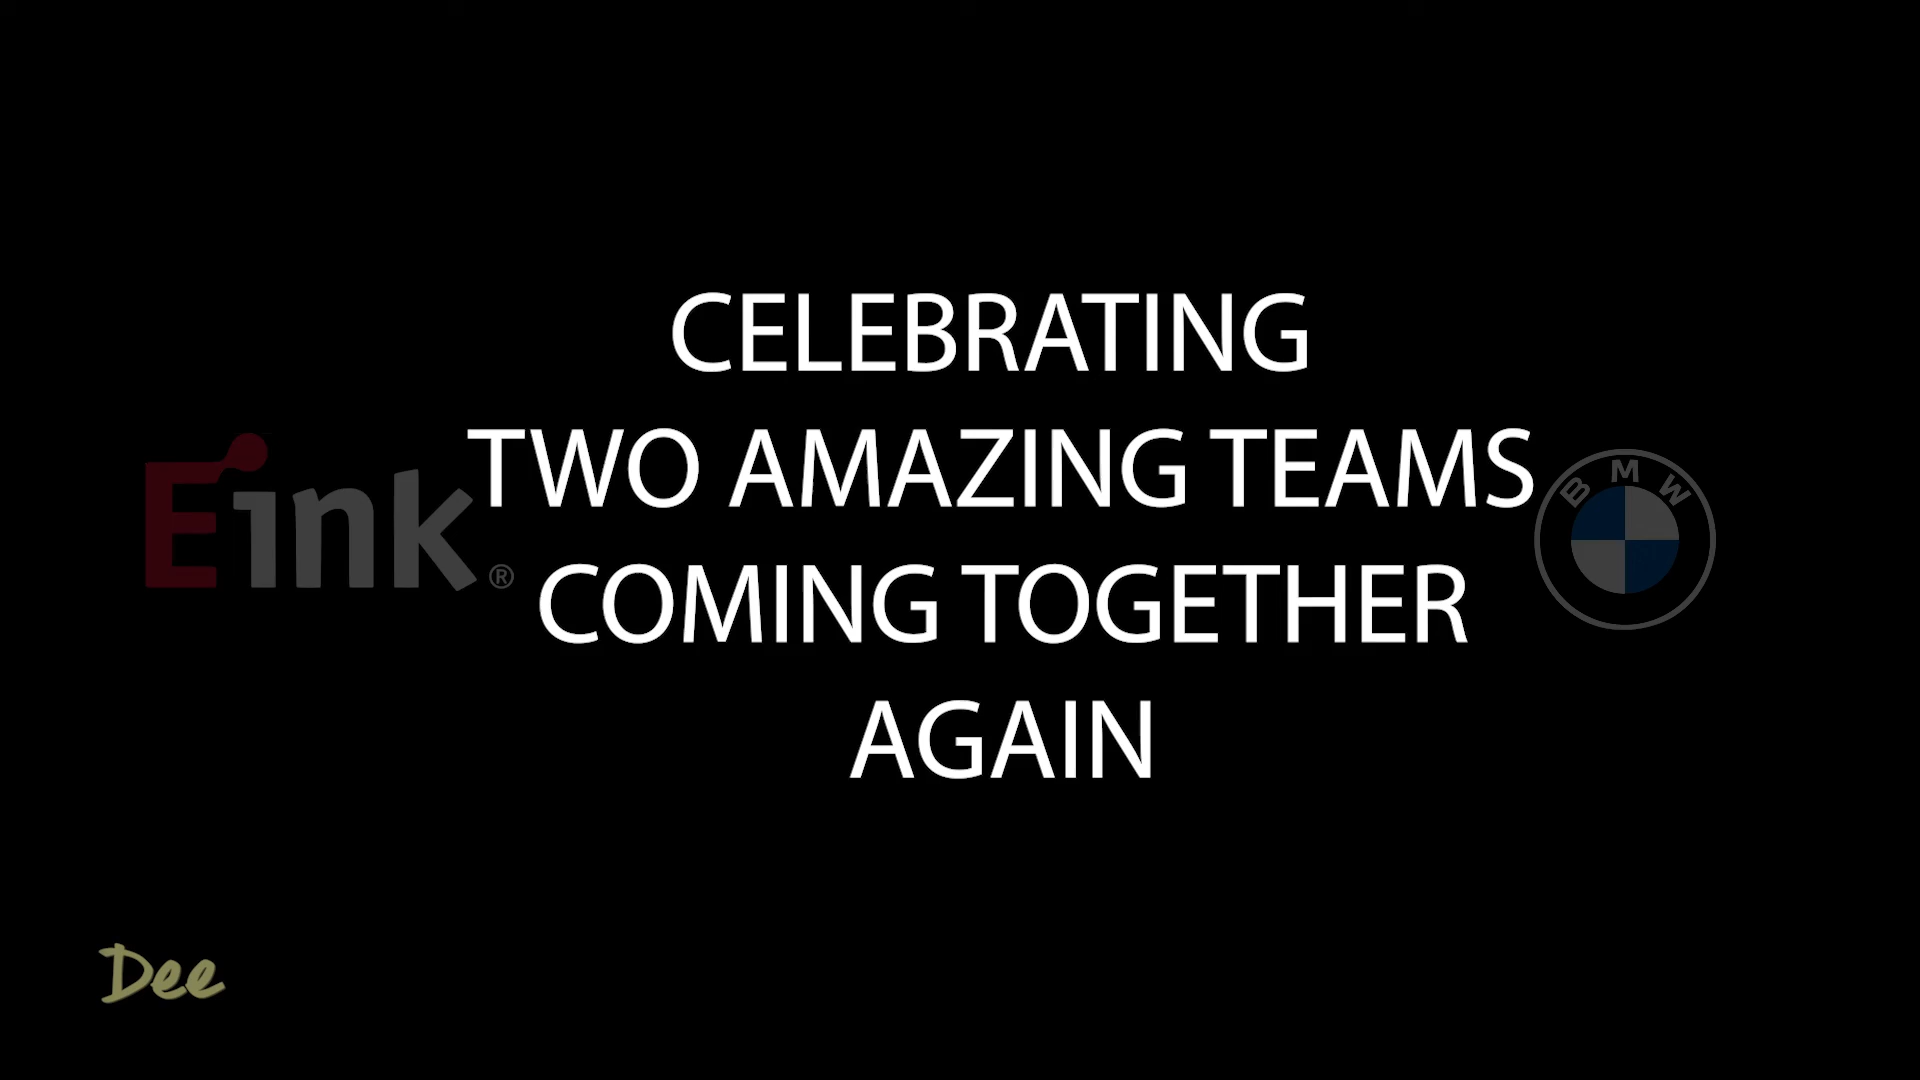 CELEBRATING
TWO AMAZING TEAMS
COMING TOGETHER
AGAIN
Eink®
BMW
Dee